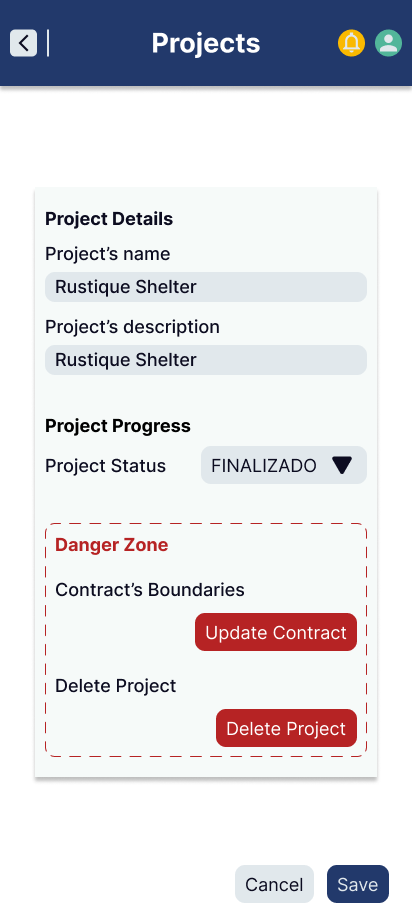 Projects
Project Details
Project’s name
Rustique Shelter
Project’s description
Rustique Shelter
Project Progress
Project Status FINALIZADO
Danger Zone
Contract’s Boundaries
Update Contract
Delete Project
Delete Project
Cancel Save